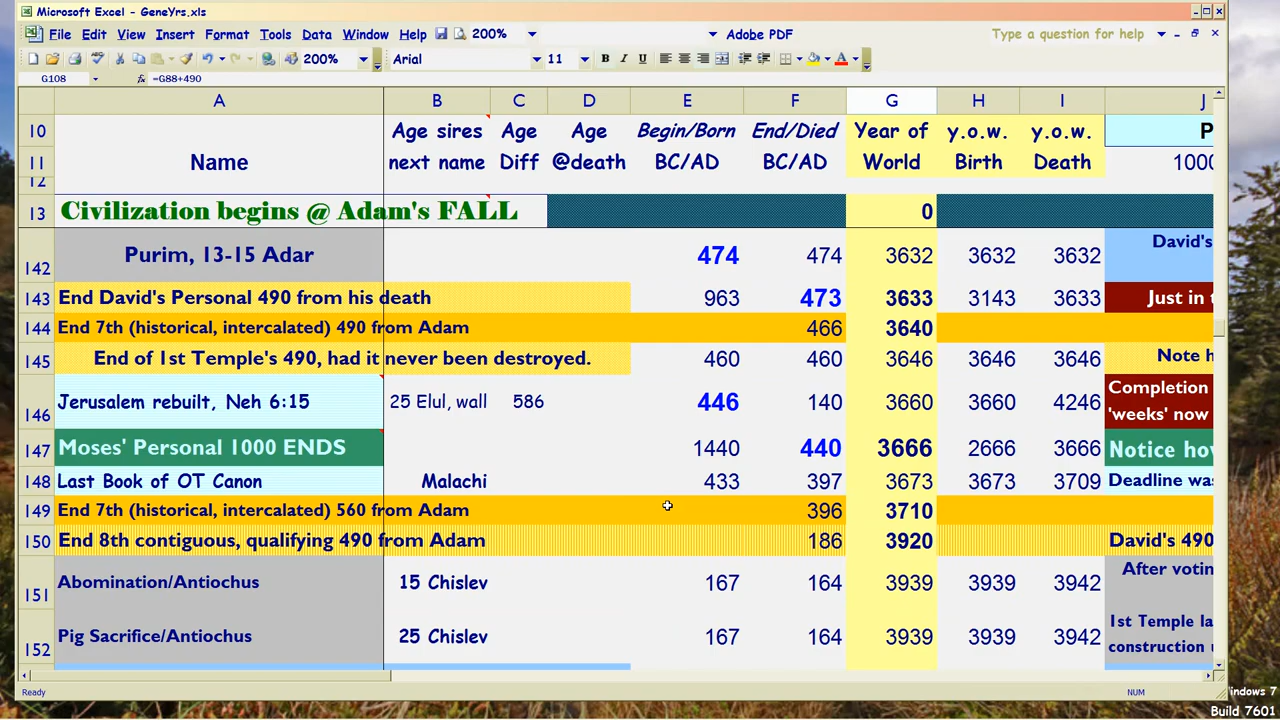 Microsoft Excel - GeneYrs.xls
File Edit View Insert Format Tools Data Window Help 200% Adobe PDF Type a question for help
200% Arial 11 B I U
G108 fx =G88+490
A B C D E F G H I J
10 Age sires Age Age Begin/Born End/Died Year of y.o.w. y.o.w. P
11 Name next name Diff @death BC/AD BC/AD World Birth Death 1000
12
13 Civilization begins @ Adam's FALL 0
142 Purim, 13-15 Adar 474 474 3632 3632 3632 David's
143 End David's Personal 490 from his death 963 473 3633 3143 3633 Just in t
144 End 7th (historical, intercalated) 490 from Adam 466 3640
145 End of 1st Temple's 490, had it never been destroyed. 460 460 3646 3646 3646 Note h
146 Jerusalem rebuilt, Neh 6:15 25 Elul, wall 586 446 140 3660 3660 4246 Completion
'weeks' now
147 Moses' Personal 1000 ENDS 1440 440 3666 2666 3666 Notice how
148 Last Book of OT Canon Malachi 433 397 3673 3673 3709 Deadline was
149 End 7th (historical, intercalated) 560 from Adam 396 3710
150 End 8th contiguous, qualifying 490 from Adam 186 3920 David's 490
151 Abomination/Antiochus 15 Chislev 167 164 3939 3939 3942 After votin
152 Pig Sacrifice/Antiochus 25 Chislev 167 164 3939 3939 3942 1st Temple la
construction u
Ready NUM
indows 7
Build 7601